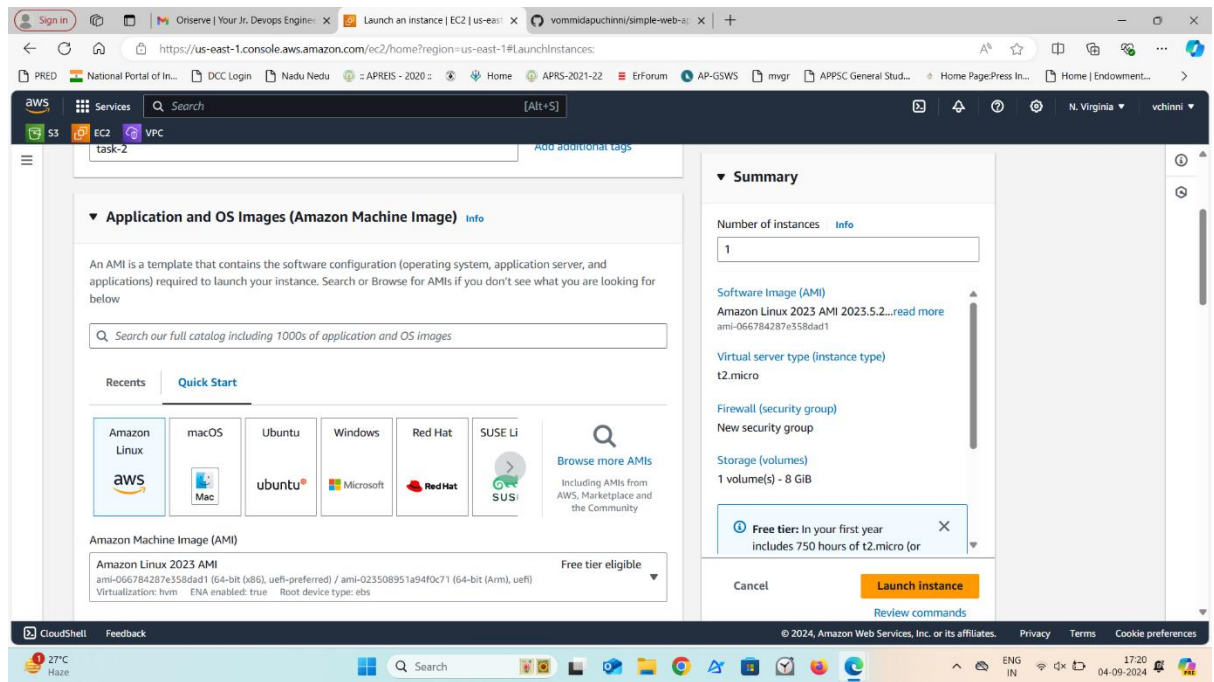 Sign in
Oriserve | Your Jr. Devops Enginee
Launch an instance | EC2 | us-east
vommidapuchinni/simple-web-ap
https://us-east-1.console.aws.amazon.com/ec2/home?region=us-east-1#LaunchInstances:
PRED
National Portal of In...
DCC Login
Nadu Nedu
:: APREIS - 2020 ::
Home
APRS-2021-22
ErForum
AP-GSWS
mvgr
APPSC General Stud...
Home Page:Press In...
Home | Endowment...
aws
Services
Search
[Alt+S]
N. Virginia
vchinni
S3
EC2
VPC
task-2
Add additional tags
Application and OS Images (Amazon Machine Image) Info
An AMI is a template that contains the software configuration (operating system, application server, and
applications) required to launch your instance. Search or Browse for AMIs if you don't see what you are looking for
below
Search our full catalog including 1000s of application and OS images
Recents
Quick Start
Amazon
Linux
aws
macOS
Mac
Ubuntu
ubuntu®
Windows
Microsoft
Red Hat
Red Hat
SUSE Li
SUS
Browse more AMIs
Including AMIs from
AWS, Marketplace and
the Community
Amazon Machine Image (AMI)
Amazon Linux 2023 AMI
Free tier eligible
ami-066784287e358dad1 (64-bit (x86), uefi-preferred) / ami-023508951a94f0c71 (64-bit (Arm), uefi)
Virtualization: hvm ENA enabled: true Root device type: ebs
Summary
Number of instances Info
1
Software Image (AMI)
Amazon Linux 2023 AMI 2023.5.2...read more
ami-066784287e358dad1
Virtual server type (instance type)
t2.micro
Firewall (security group)
New security group
Storage (volumes)
1 volume(s) - 8 GiB
Free tier: In your first year
includes 750 hours of t2.micro (or
Cancel
Launch instance
Review commands
CloudShell
Feedback
© 2024, Amazon Web Services, Inc. or its affiliates.
Privacy
Terms
Cookie preferences
1
27°C
Haze
Search
ENG
IN
17:20
04-09-2024
PRE